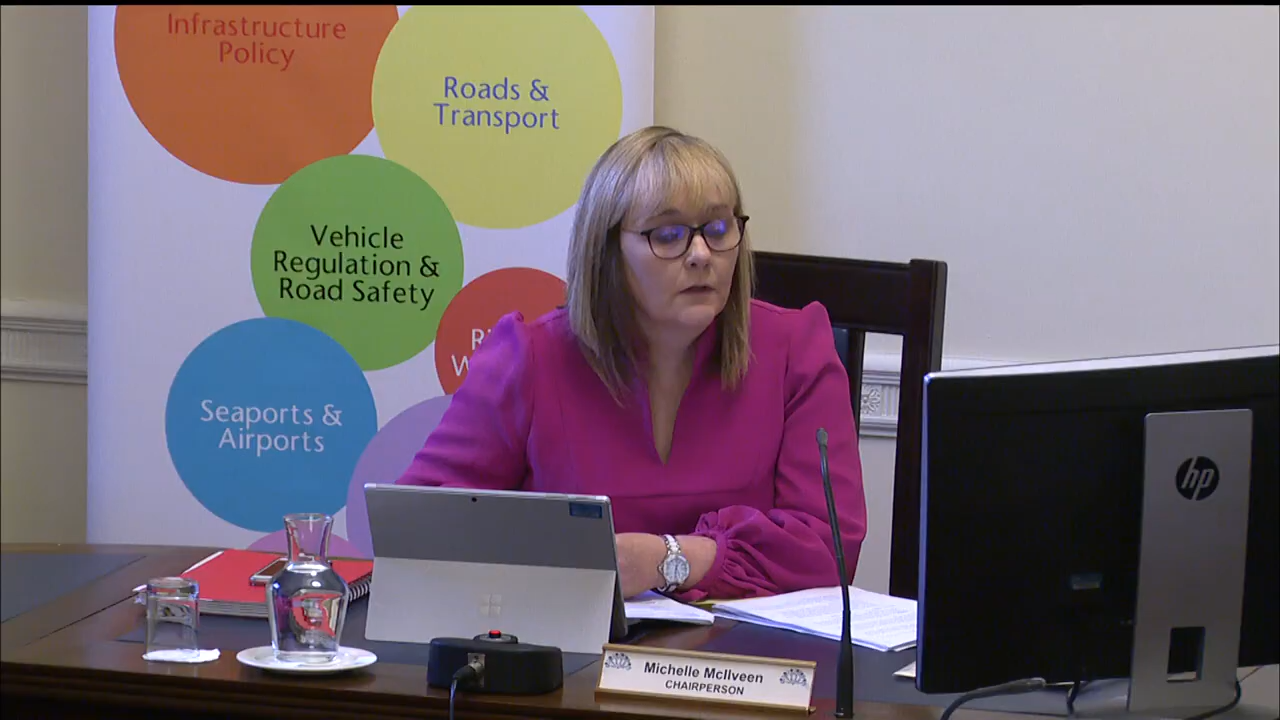 Infrastructure
Policy
Roads &
Transport
Vehicle
Regulation &
Road Safety
Seaports &
Airports
hp
Michelle McIlveen
CHAIRPERSON